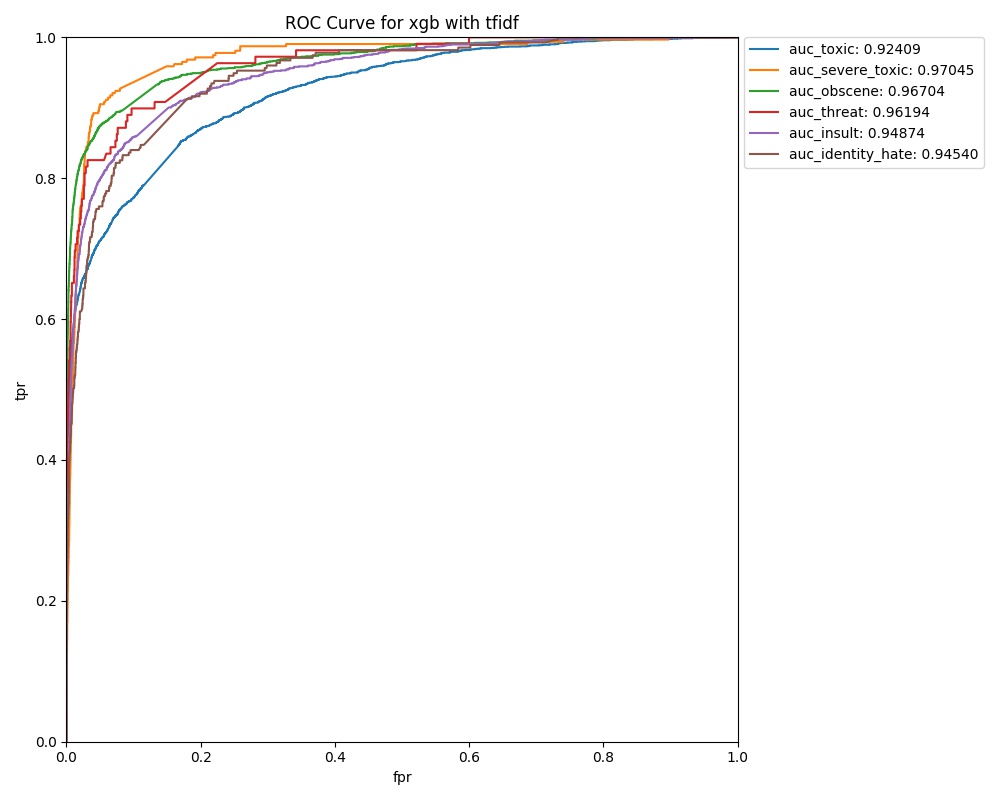 ROC Curve for xgb with tfidf
1.0
0.8
0.6
0.4
0.2
0.0
tpr
0.0 0.2 0.4 0.6 0.8 1.0
fpr
auc_toxic: 0.92409
auc_severe_toxic: 0.97045
auc_obscene: 0.96704
auc_threat: 0.96194
auc_insult: 0.94874
auc_identity_hate: 0.94540